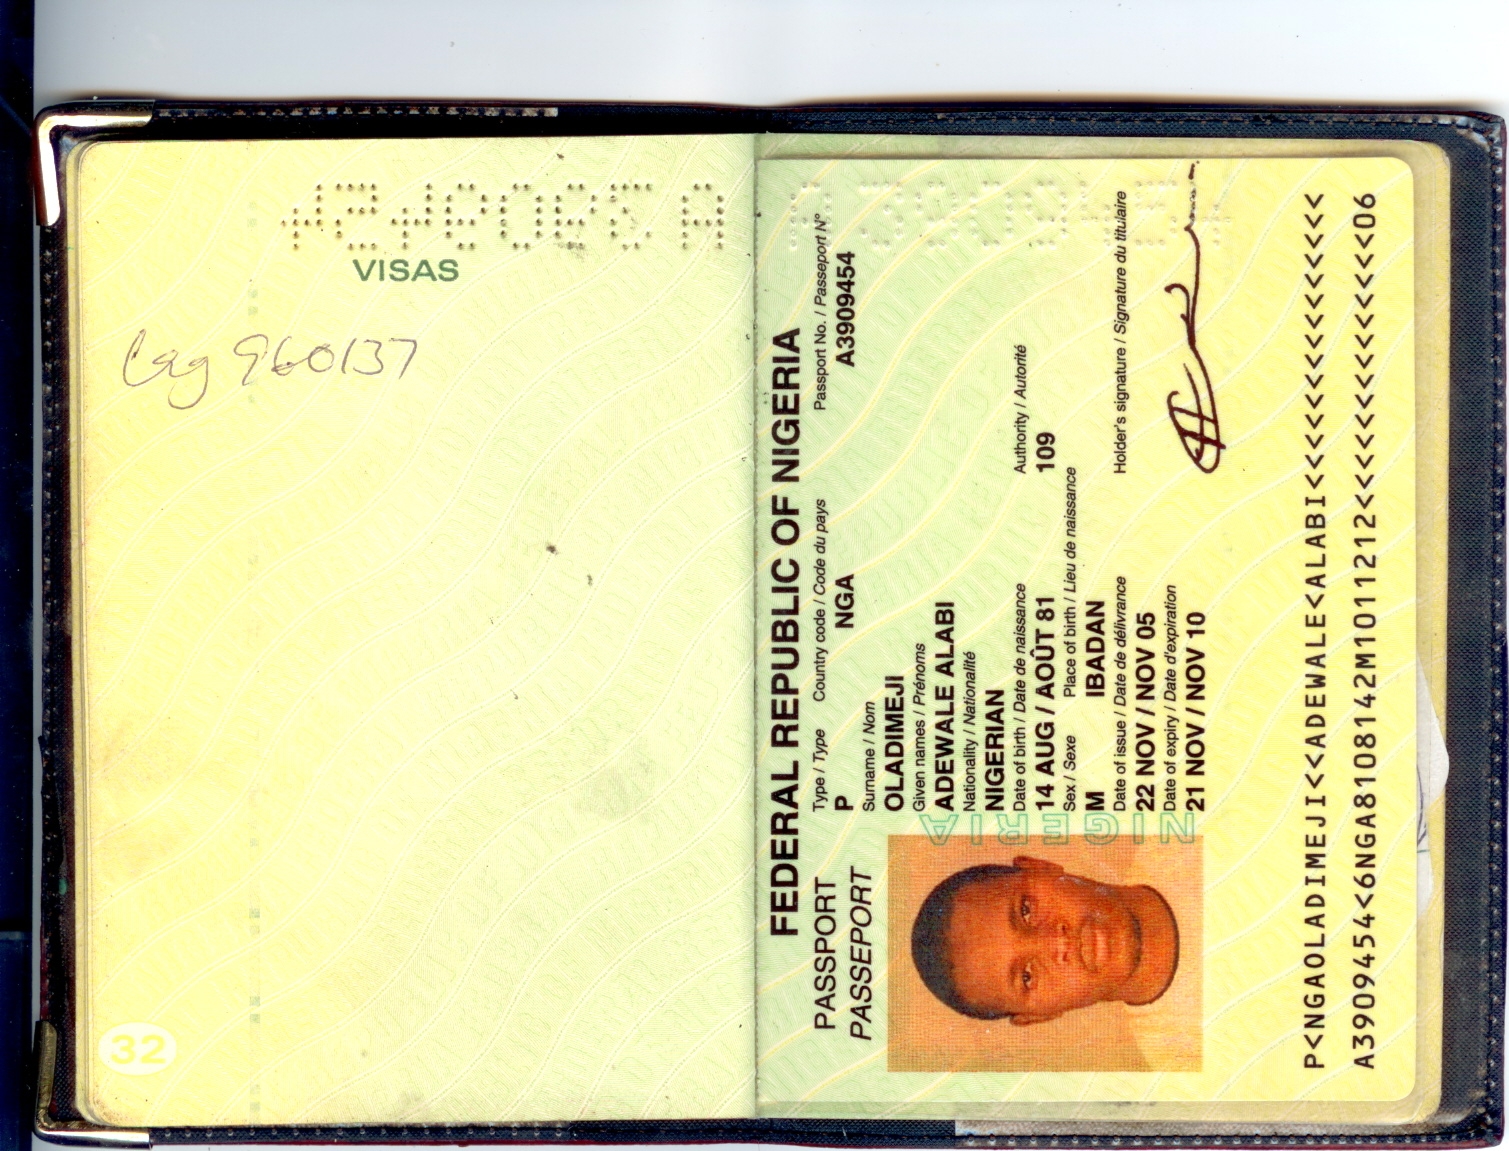 A3909454
VISAS
Lag 960137
32
FEDERAL REPUBLIC OF NIGERIA
PASSPORT
PASSEPORT
Type / Type Country code / Code du pays Passport No. / Passeport N°
P NGA A3909454
Surname / Nom
OLADIMEJI
Given names / Prénoms
ADEWALE ALABI
Nationality / Nationalité
NIGERIAN
Date of birth / Date de naissance Authority / Autorité
14 AUG / AOÛT 81 109
Sex / Sexe Place of birth / Lieu de naissance
M IBADAN
Date of issue / Date de délivrance Holder's signature / Signature du titulaire
22 NOV / NOV 05
Date of expiry / Date d'expiration
21 NOV / NOV 10
NIGERIA
P<NGAOLADIMEJI<<ADEWALE<ALABI<<<<<<<<<<<<<<<
A3909454<6NGA8108142M1011212<<<<<<<<<<<<<<06